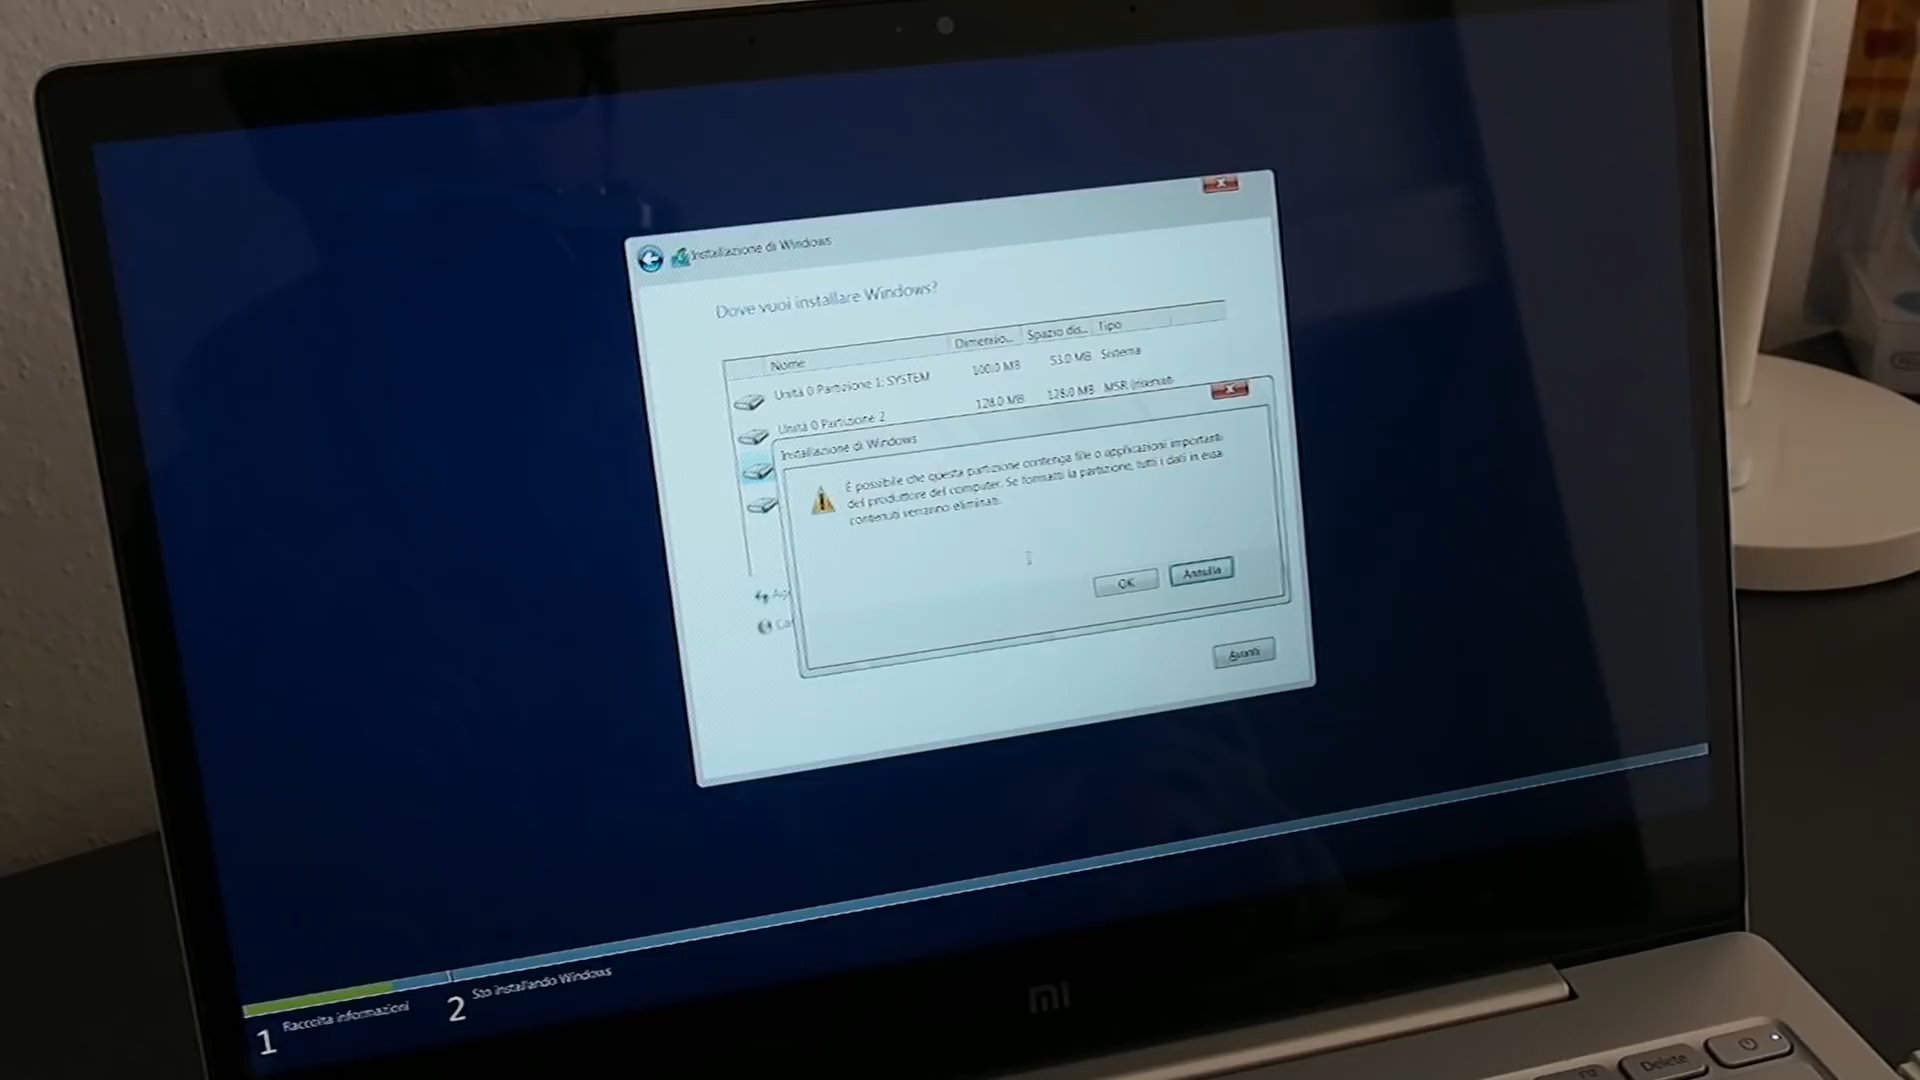 Installazione di Windows
Dove vuoi installare Windows?
Nome Dimensio... Spazio dis... Tipo
Unità 0 Partizione 1: SYSTEM 100.0 MB 53.0 MB Sistema
Unità 0 Partizione 2 128.0 MB 128.0 MB MSR (riservat
Installazione di Windows
È possibile che questa partizione contenga file o applicazioni importanti
del produttore del computer. Se formatti la partizione, tutti i dati in essa
contenuti verranno eliminati.
OK Annulla
Avanti
1 Raccolta informazioni 2 Sto installando Windows
mi
Delete